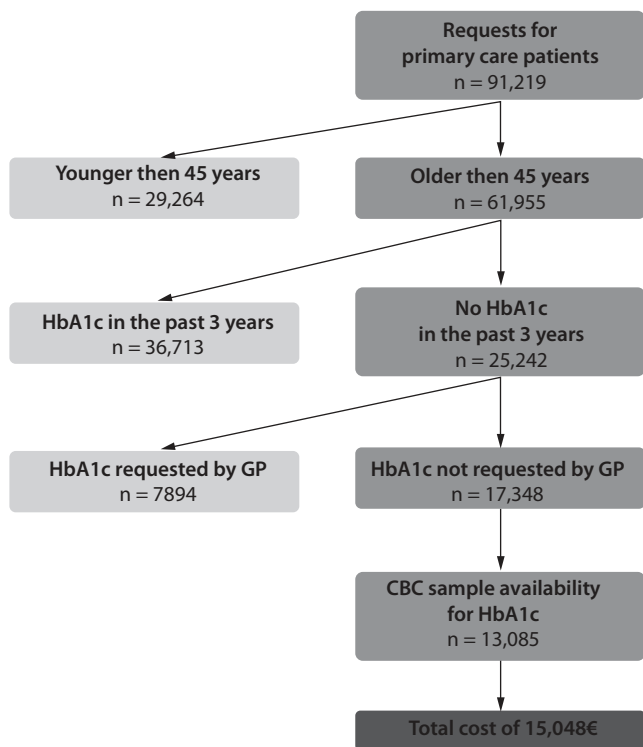 Requests for
primary care patients
n = 91,219
Younger then 45 years
n = 29,264
Older then 45 years
n = 61,955
HbA1c in the past 3 years
n = 36,713
No HbA1c
in the past 3 years
n = 25,242
HbA1c requested by GP
n = 7894
HbA1c not requested by GP
n = 17,348
CBC sample availability
for HbA1c
n = 13,085
Total cost of 15,048€